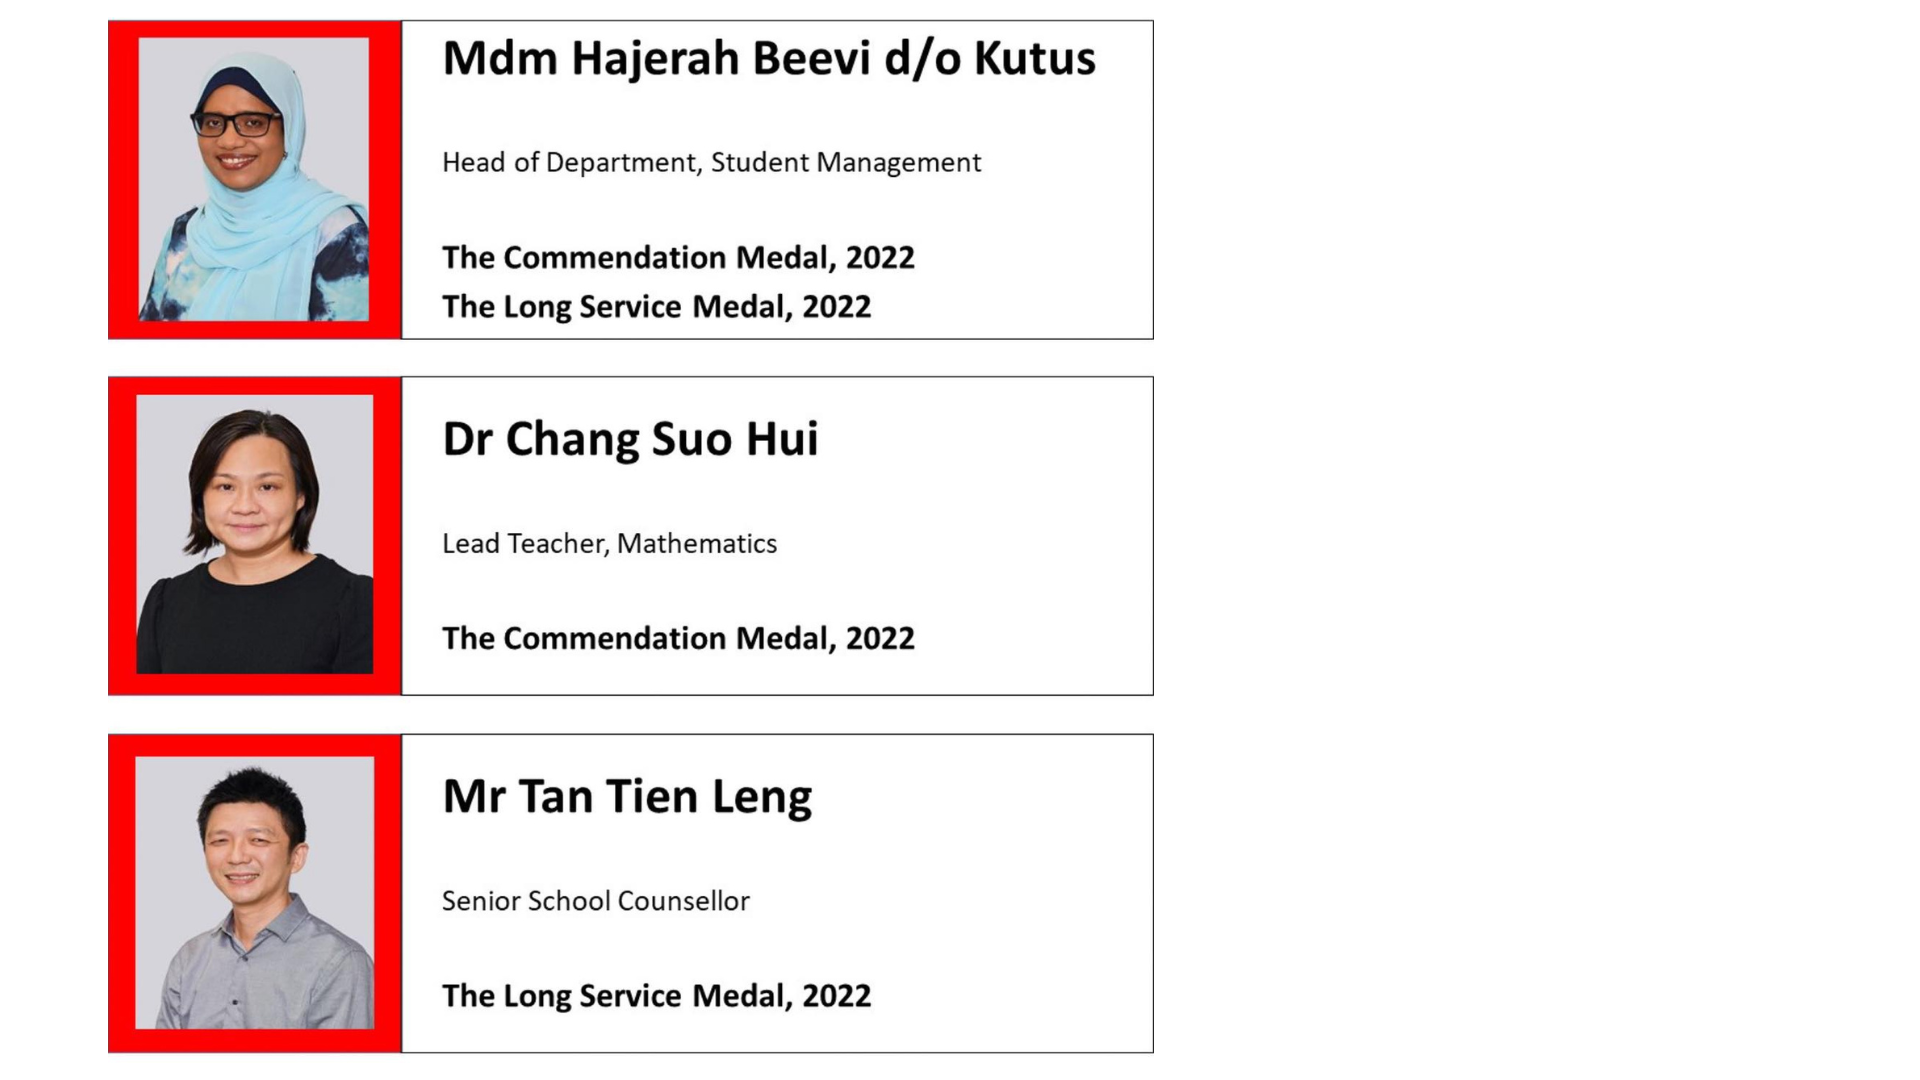 Mdm Hajerah Beevi d/o Kutus
Head of Department, Student Management
The Commendation Medal, 2022
The Long Service Medal, 2022
Dr Chang Suo Hui
Lead Teacher, Mathematics
The Commendation Medal, 2022
Mr Tan Tien Leng
Senior School Counsellor
The Long Service Medal, 2022